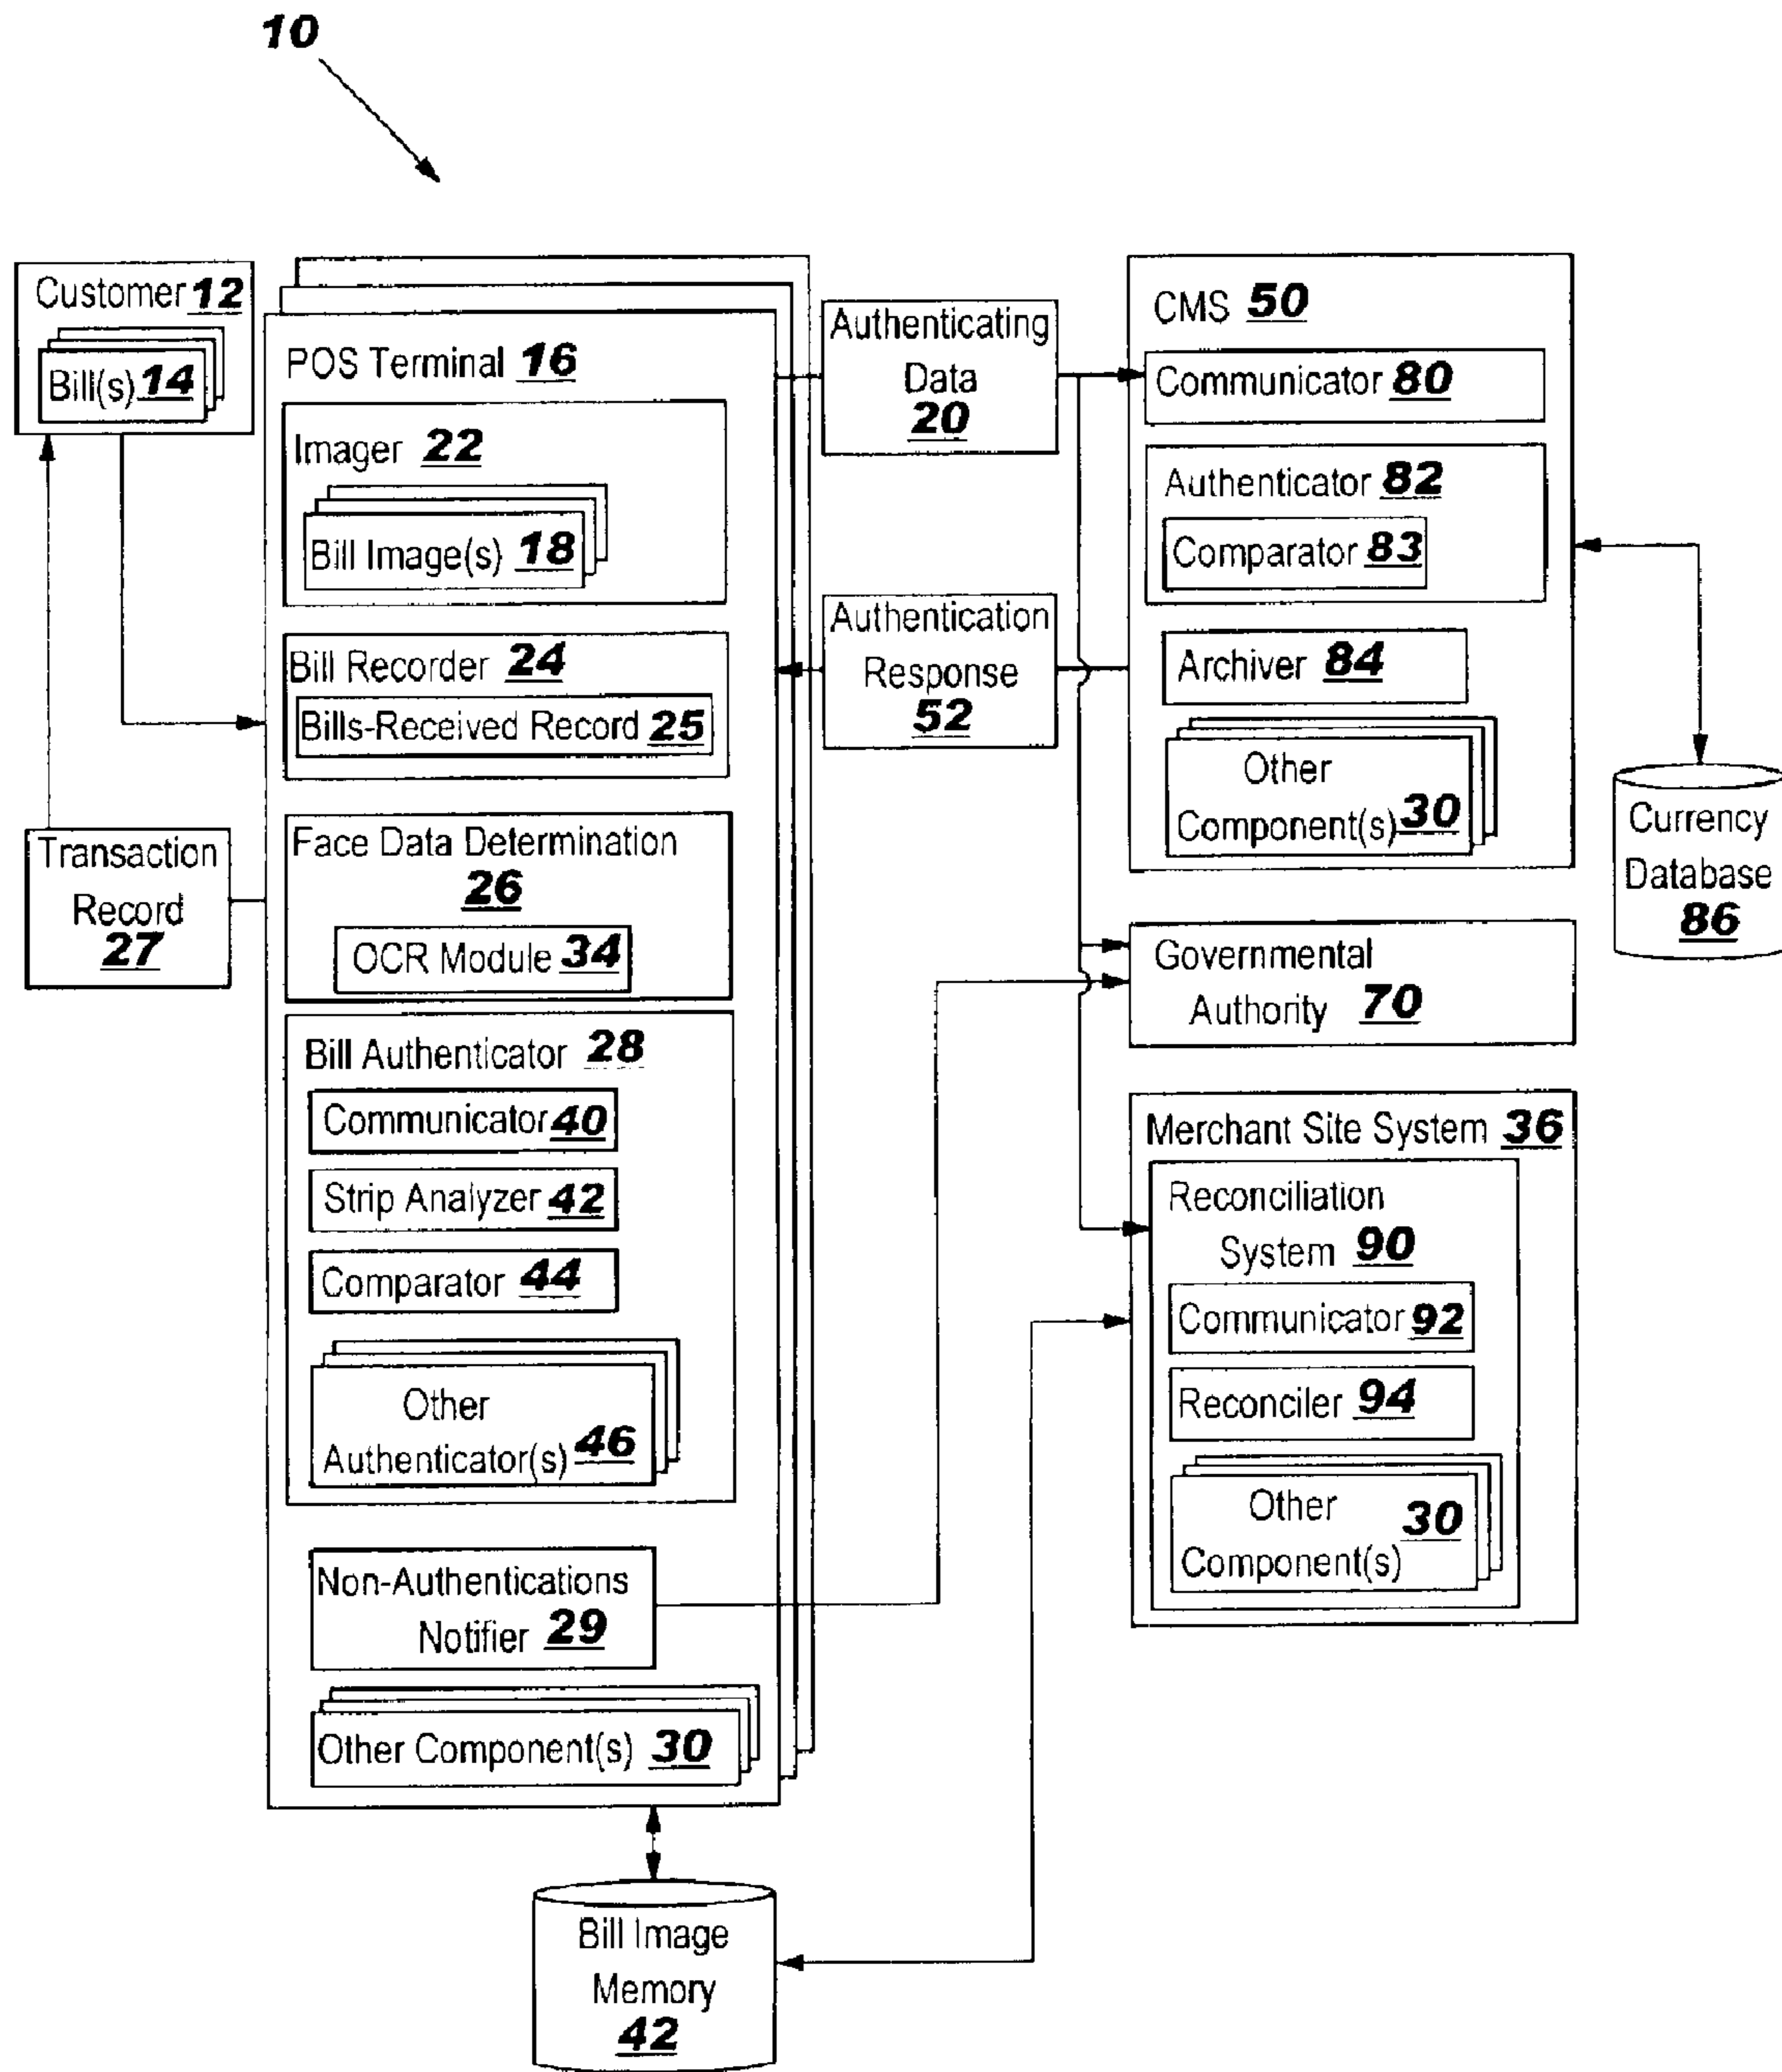 10
Customer 12
Bill(s) 14
Transaction
Record
27
POS Terminal 16
Imager 22
Bill Image(s) 18
Bill Recorder 24
Bills-Received Record 25
Face Data Determination
26
OCR Module 34
Bill Authenticator 28
Communicator 40
Strip Analyzer 42
Comparator 44
Other
Authenticator(s) 46
Non-Authentications
Notifier 29
Other Component(s) 30
Bill Image
Memory
42
Authenticating
Data
20
Authentication
Response
52
CMS 50
Communicator 80
Authenticator 82
Comparator 83
Archiver 84
Other
Component(s) 30
Currency
Database
86
Governmental
Authority 70
Merchant Site System 36
Reconciliation
System 90
Communicator 92
Reconciler 94
Other
Component(s) 30